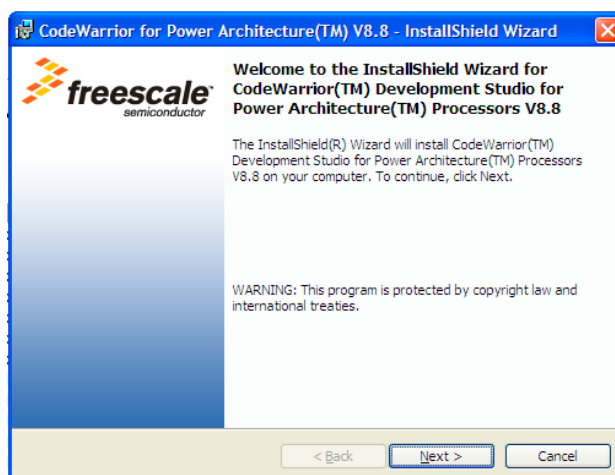 CodeWarrior for Power Architecture(TM) V8.8 - InstallShield Wizard
freescale
semiconductor
Welcome to the InstallShield Wizard for
CodeWarrior(TM) Development Studio for
Power Architecture(TM) Processors V8.8
The InstallShield(R) Wizard will install CodeWarrior(TM)
Development Studio for Power Architecture(TM) Processors
V8.8 on your computer. To continue, click Next.
WARNING: This program is protected by copyright law and
international treaties.
< Back
Next >
Cancel